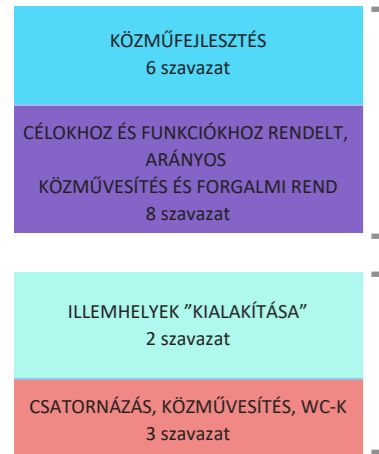 KÖZMŰFEJLESZTÉS
6 szavazat
CÉLOKHOZ ÉS FUNKCIÓKHOZ RENDELT,
ARÁNYOS
KÖZMŰVESÍTÉS ÉS FORGALMI REND
8 szavazat
ILLEMHELYEK ”KIALAKÍTÁSA”
2 szavazat
CSATORNÁZÁS, KÖZMŰVESÍTÉS, WC-K
3 szavazat